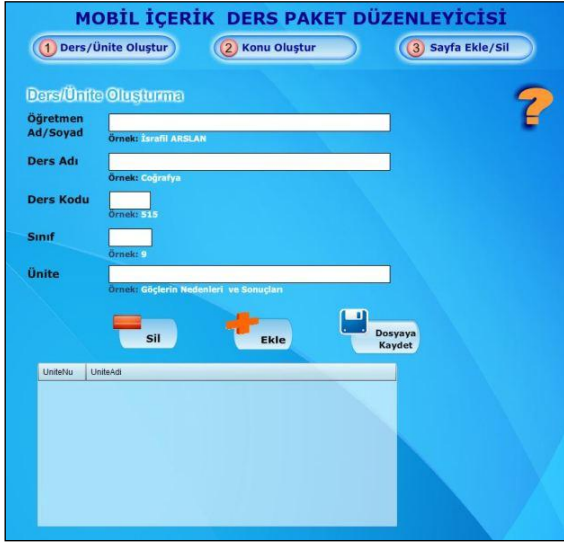 MOBİL İÇERİK DERS PAKET DÜZENLEYİCİSİ
1 Ders/Ünite Oluştur
2 Konu Oluştur
3 Sayfa Ekle/Sil
Ders/Ünite Oluşturma
?
Öğretmen
Ad/Soyad
Örnek: İsrafil ARSLAN
Ders Adı
Örnek: Coğrafya
Ders Kodu
Örnek: 515
Sınıf
Örnek: 9
Ünite
Örnek: Göçlerin Nedenleri ve Sonuçları
Sil
Ekle
Dosyaya
Kaydet
UniteNu UniteAdi